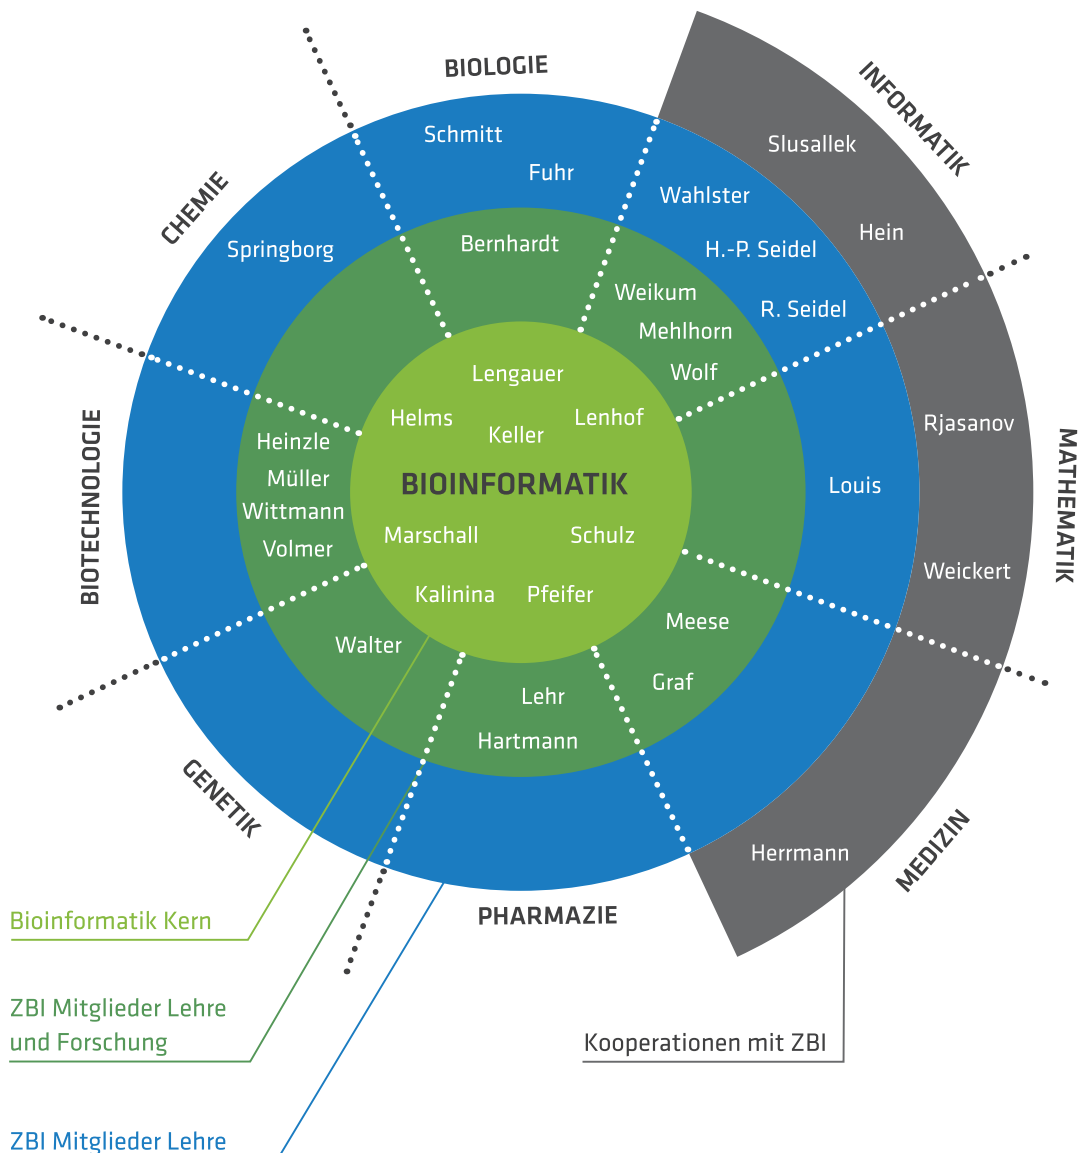 BIOLOGIE
INFORMATIK
Schmitt
Slusallek
Fuhr
CHEMIE
Wahlster
Hein
Springborg
Bernhardt
H.-P. Seidel
Weikum
R. Seidel
Mehlhorn
Lengauer
Wolf
Helms
Lenhof
Keller
Rjasanov
BIOTECHNOLOGIE
Heinzle
Müller
BIOINFORMATIK
Louis
MATHEMATIK
Wittmann
Volmer
Marschall
Schulz
Weickert
Kalinina
Pfeifer
Walter
Meese
Lehr
Graf
Hartmann
GENETIK
Herrmann
MEDIZIN
PHARMAZIE
Bioinformatik Kern
ZBI Mitglieder Lehre
und Forschung
Kooperationen mit ZBI
ZBI Mitglieder Lehre